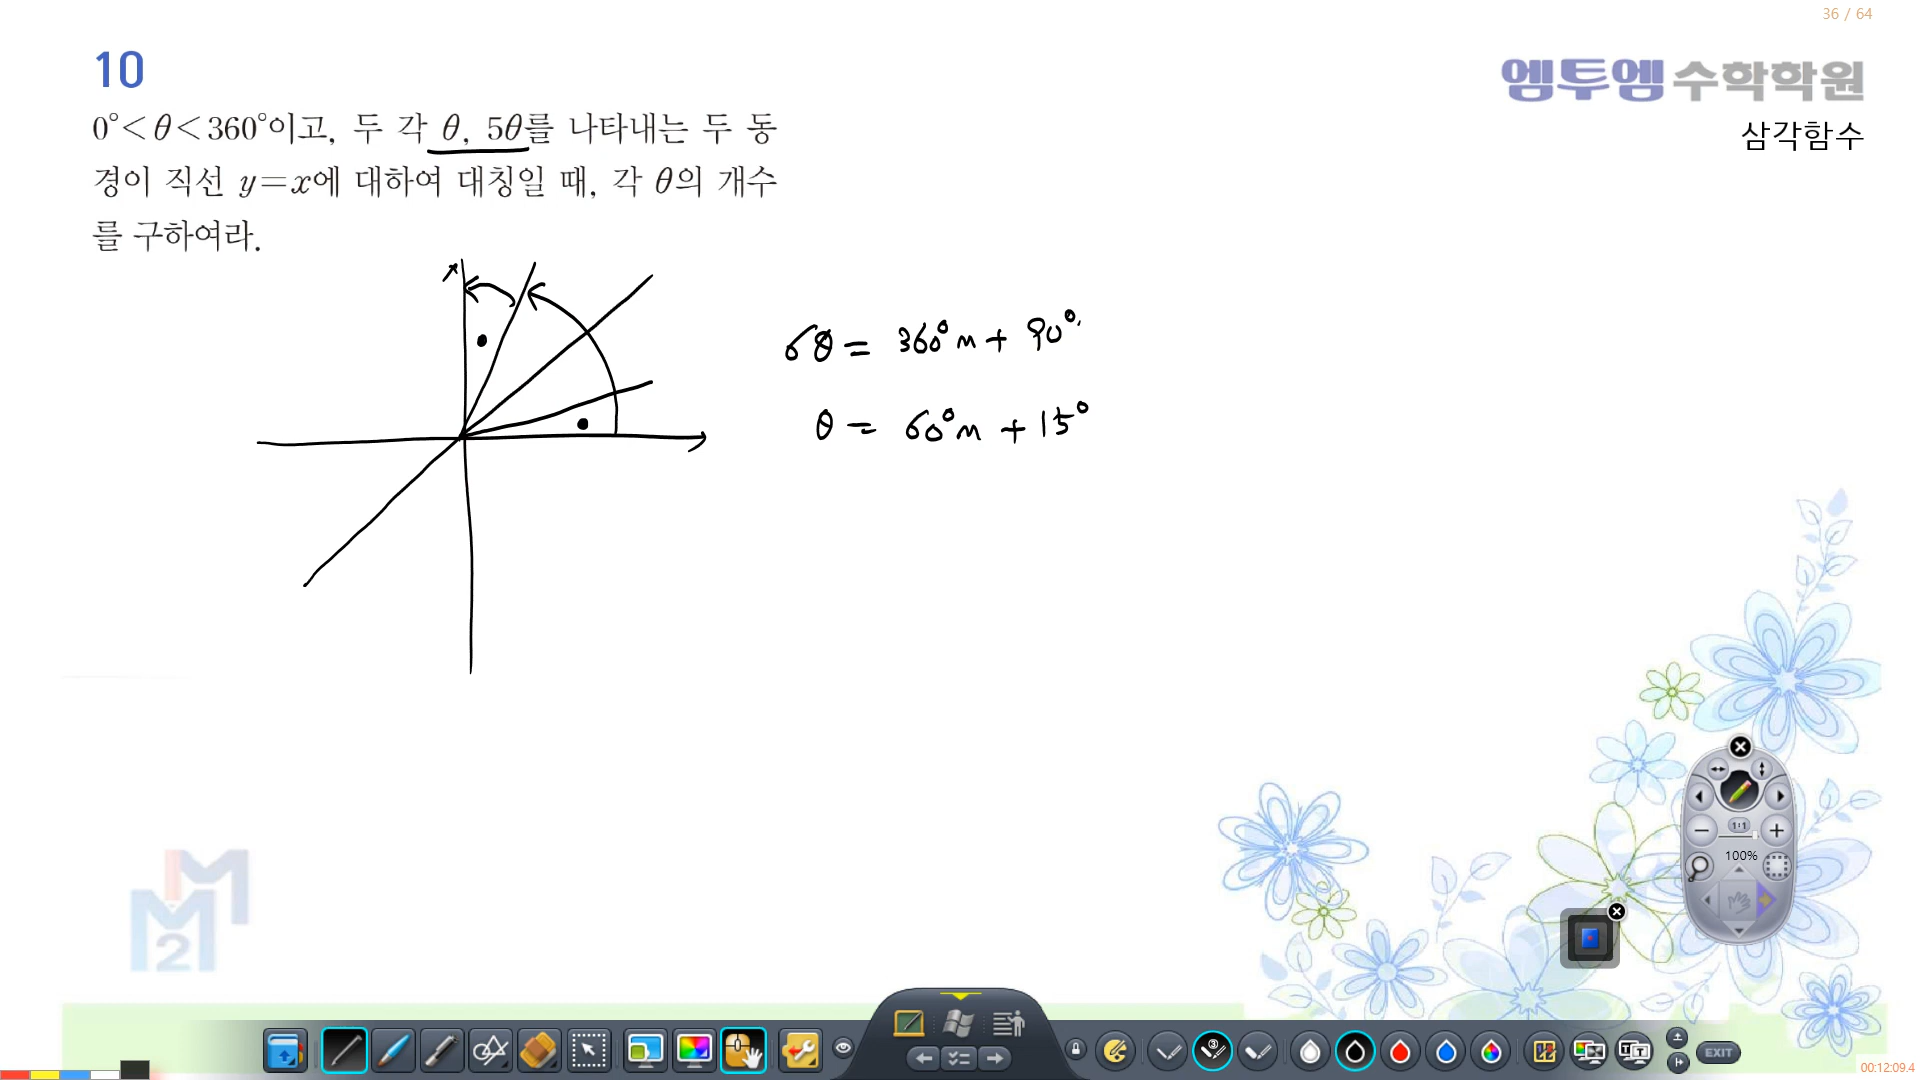 36 / 64
10
엠투엠 수학학원
삼각함수
0°<θ<360°이고, 두 각 θ, 5θ를 나타내는 두 동
경이 직선 y=x에 대하여 대칭일 때, 각 θ의 개수
를 구하여라.
6θ = 360°n + 90°
θ = 60°n + 15°
1:1
100%
M
M
2
EXIT
00:12:09.4